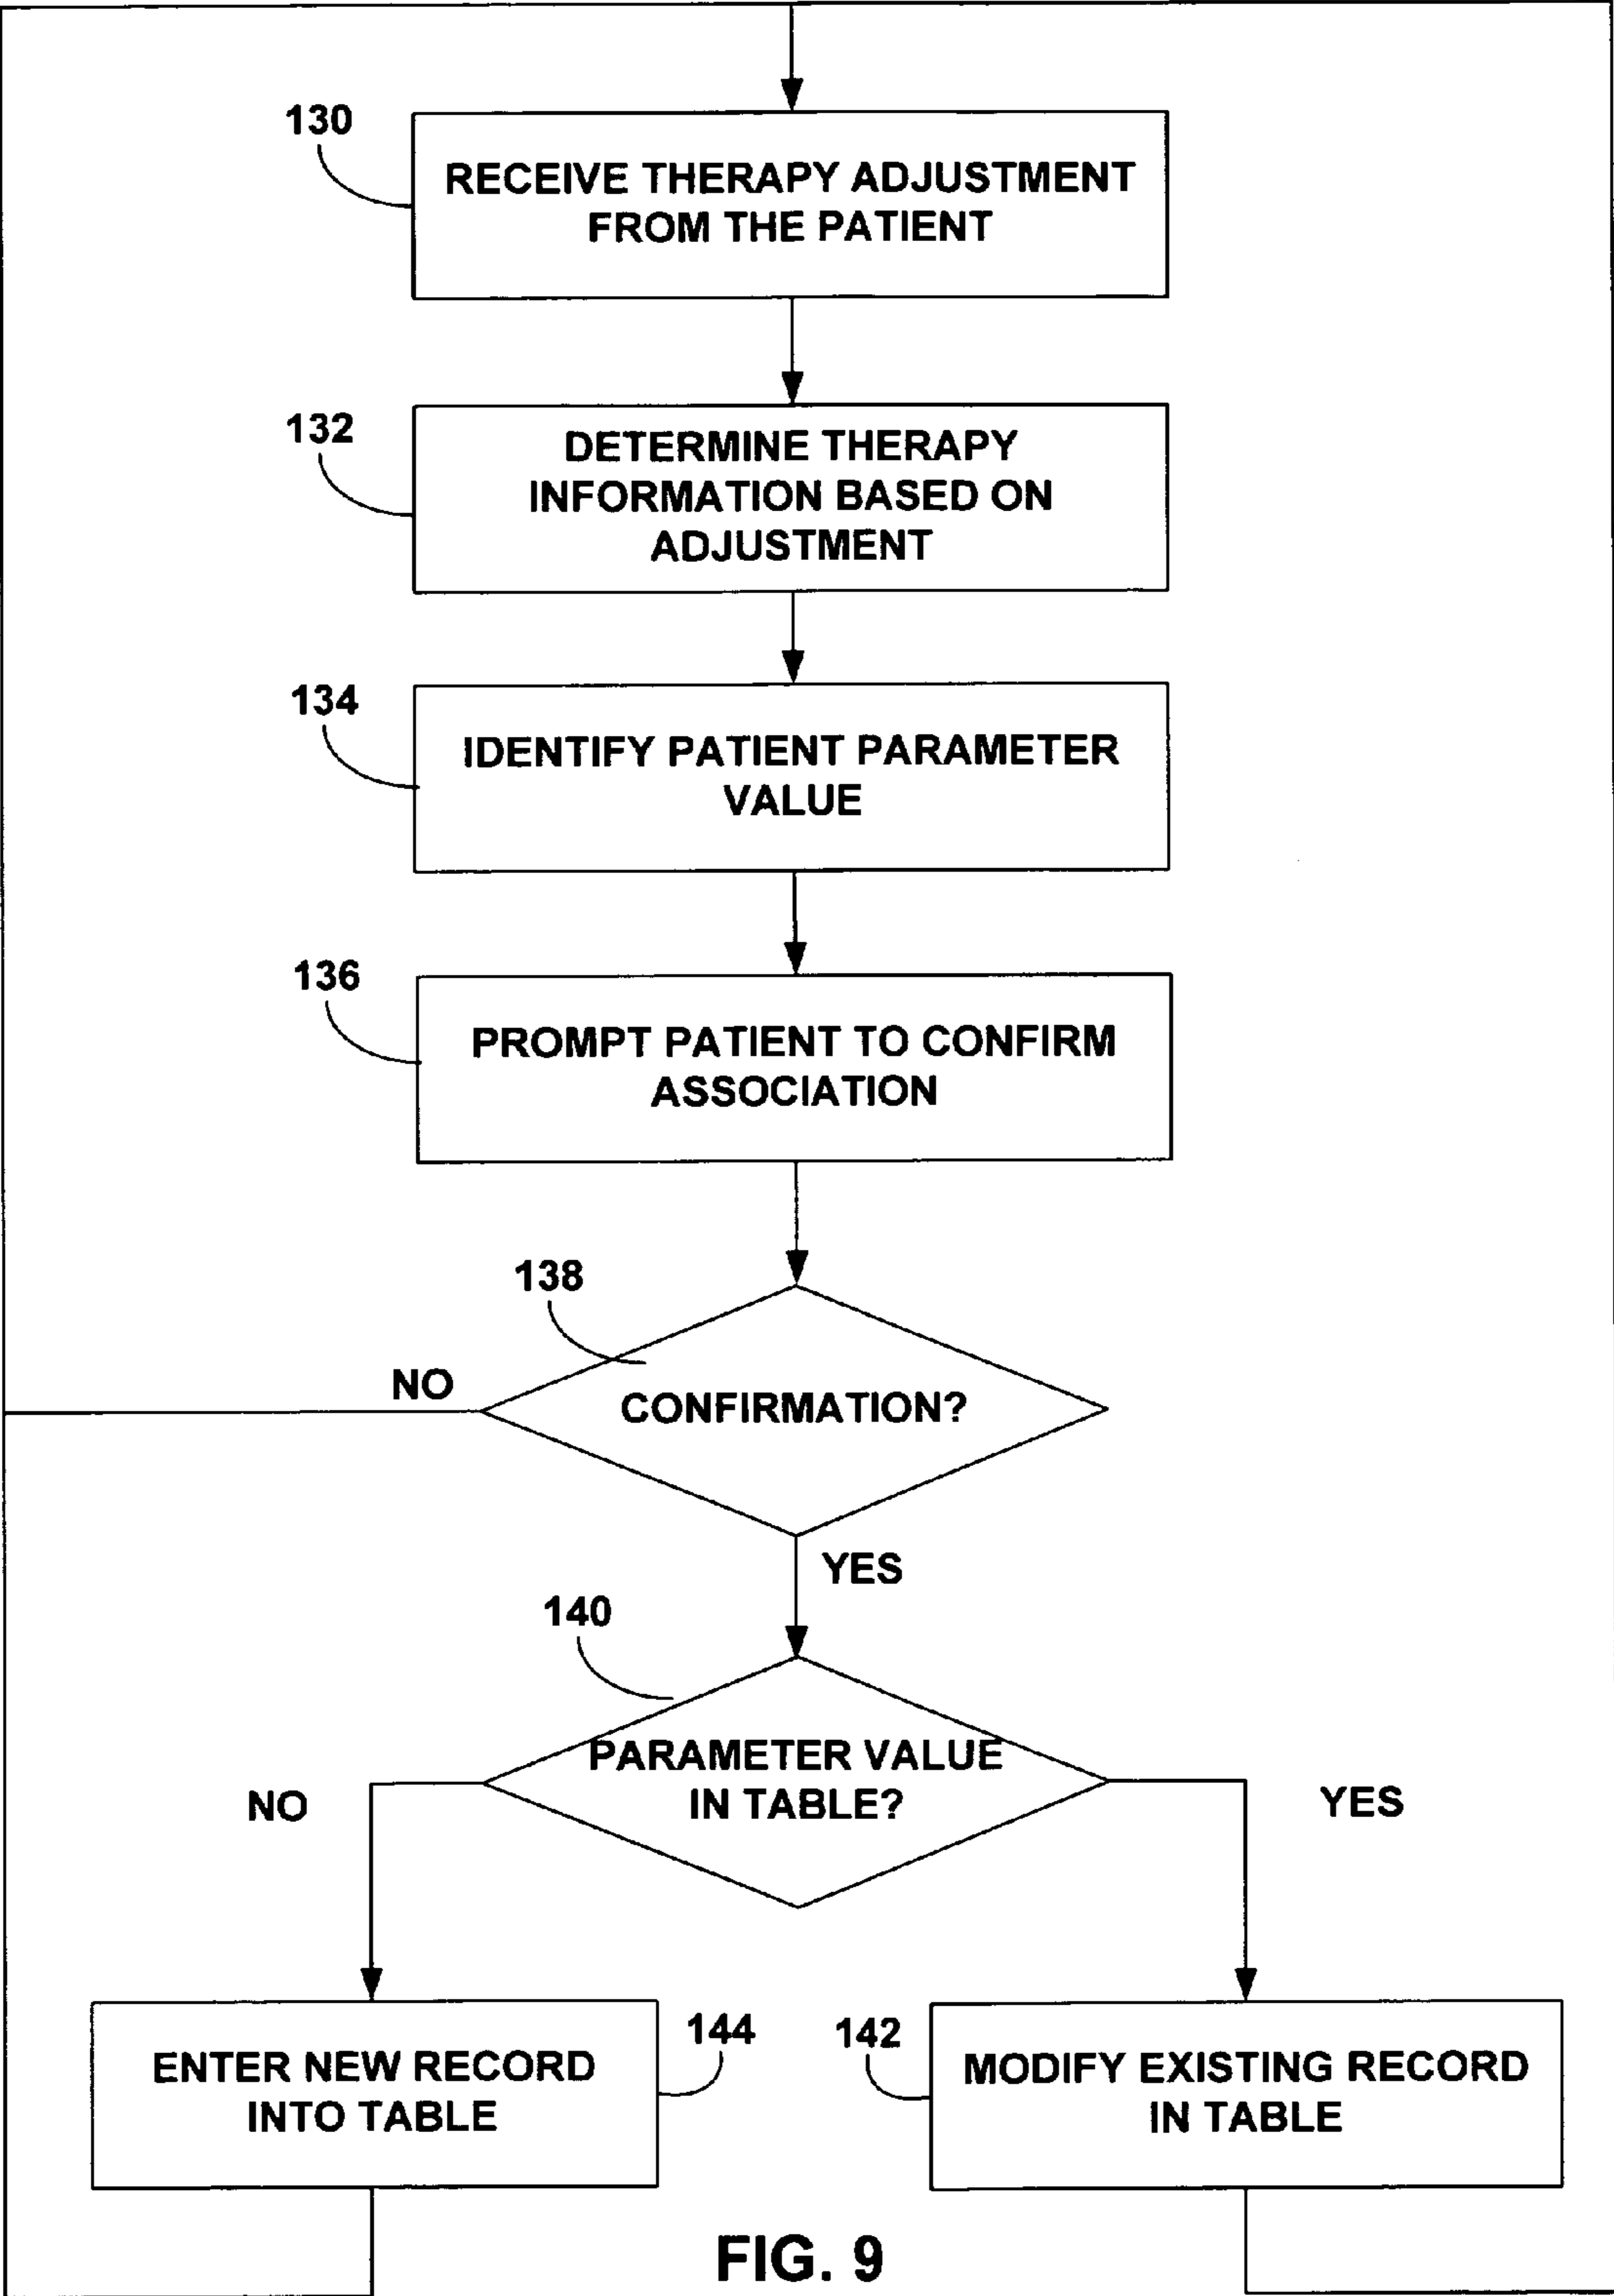 130
RECEIVE THERAPY ADJUSTMENT
FROM THE PATIENT
132
DETERMINE THERAPY
INFORMATION BASED ON
ADJUSTMENT
134
IDENTIFY PATIENT PARAMETER
VALUE
136
PROMPT PATIENT TO CONFIRM
ASSOCIATION
138
NO
CONFIRMATION?
YES
140
PARAMETER VALUE
IN TABLE?
NO
YES
144
ENTER NEW RECORD
INTO TABLE
142
MODIFY EXISTING RECORD
IN TABLE
FIG. 9